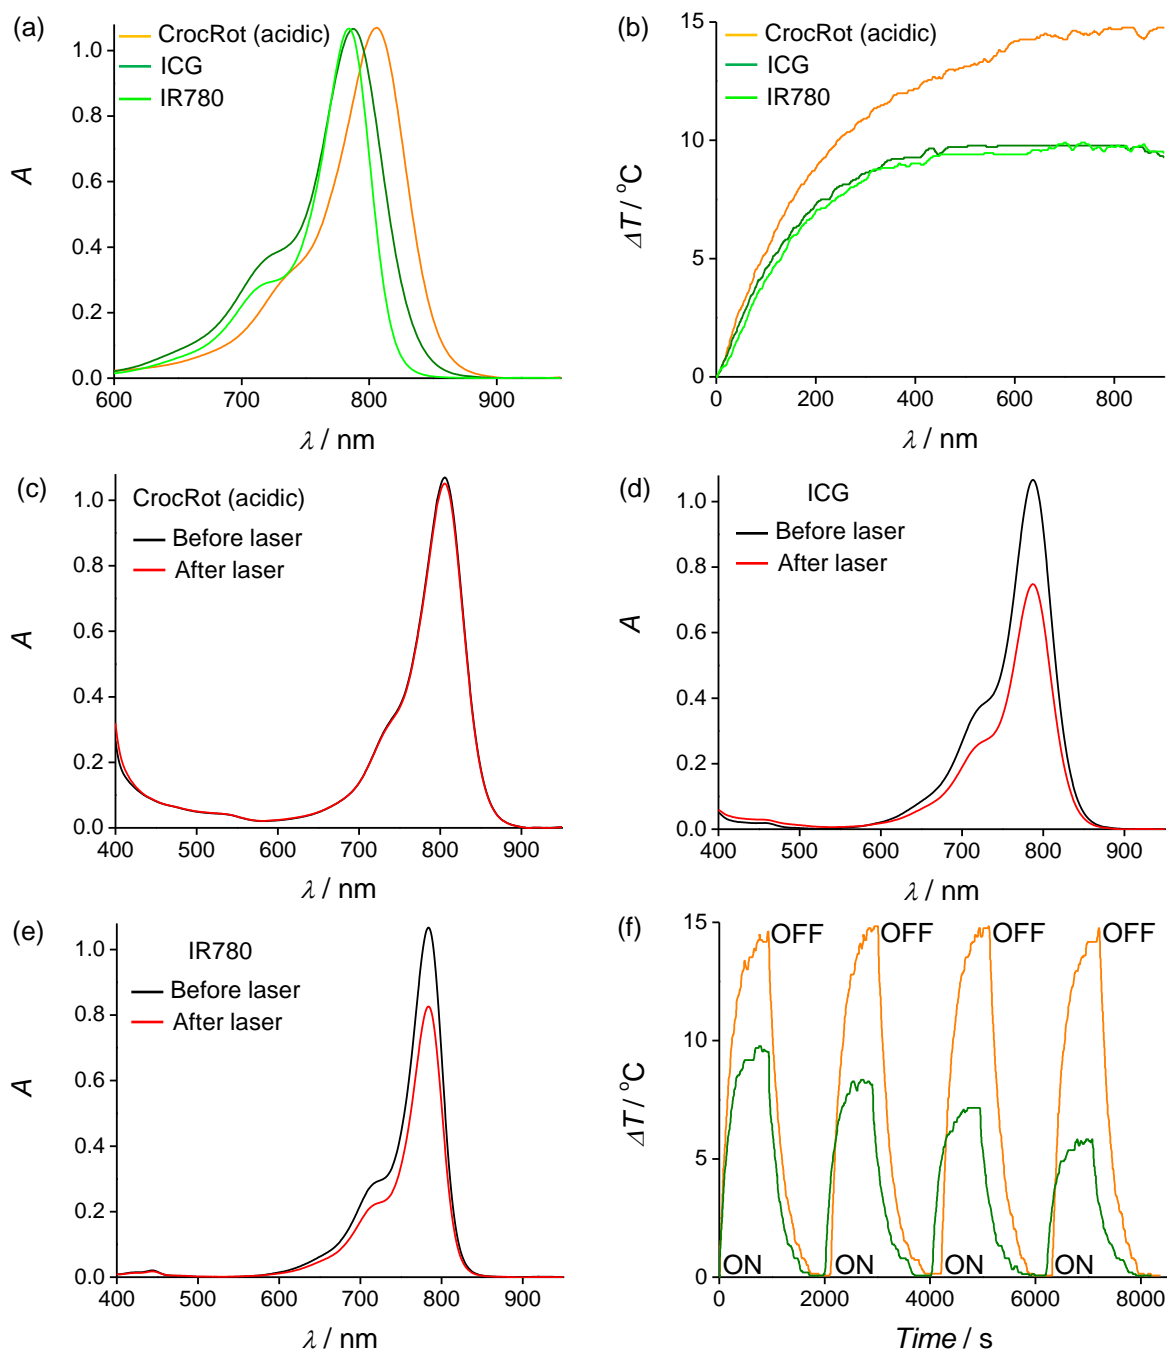 (a)
CrocRot (acidic)
ICG
IR780
1.0
0.8
0.6
0.4
0.2
0.0
A
600
700
800
900
λ / nm
(b)
CrocRot (acidic)
ICG
IR780
15
10
5
0
ΔT / °C
0
200
400
600
800
λ / nm
(c)
CrocRot (acidic)
Before laser
After laser
1.0
0.8
0.6
0.4
0.2
0.0
A
400
500
600
700
800
900
λ / nm
(d)
ICG
Before laser
After laser
1.0
0.8
0.6
0.4
0.2
0.0
A
400
500
600
700
800
900
λ / nm
(e)
IR780
Before laser
After laser
1.0
0.8
0.6
0.4
0.2
0.0
A
400
500
600
700
800
900
λ / nm
(f)
OFF
OFF
OFF
OFF
ON
ON
ON
ON
15
10
5
0
ΔT / °C
0
2000
4000
6000
8000
Time / s